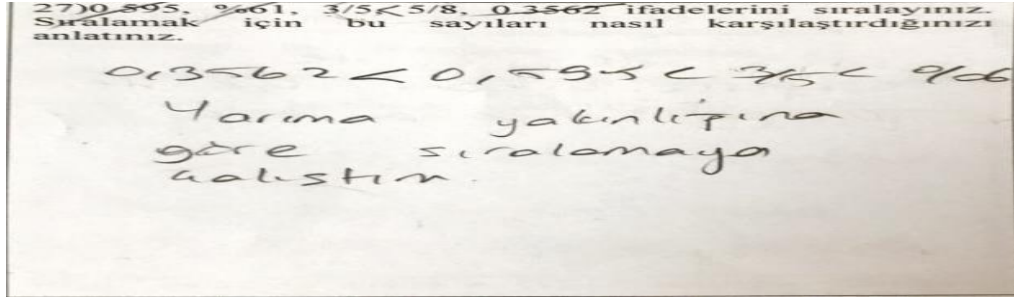 27)0.595, %61, 3/5, 5/8, 0.3562 ifadelerini sıralayınız.
Sıralamak için bu sayıları nasıl karşılaştırdığınızı
anlatınız.
0,3562 < 0,595 < 3/5 <
Yarıma yakınlığına
göre sıralamaya
çalıştım.